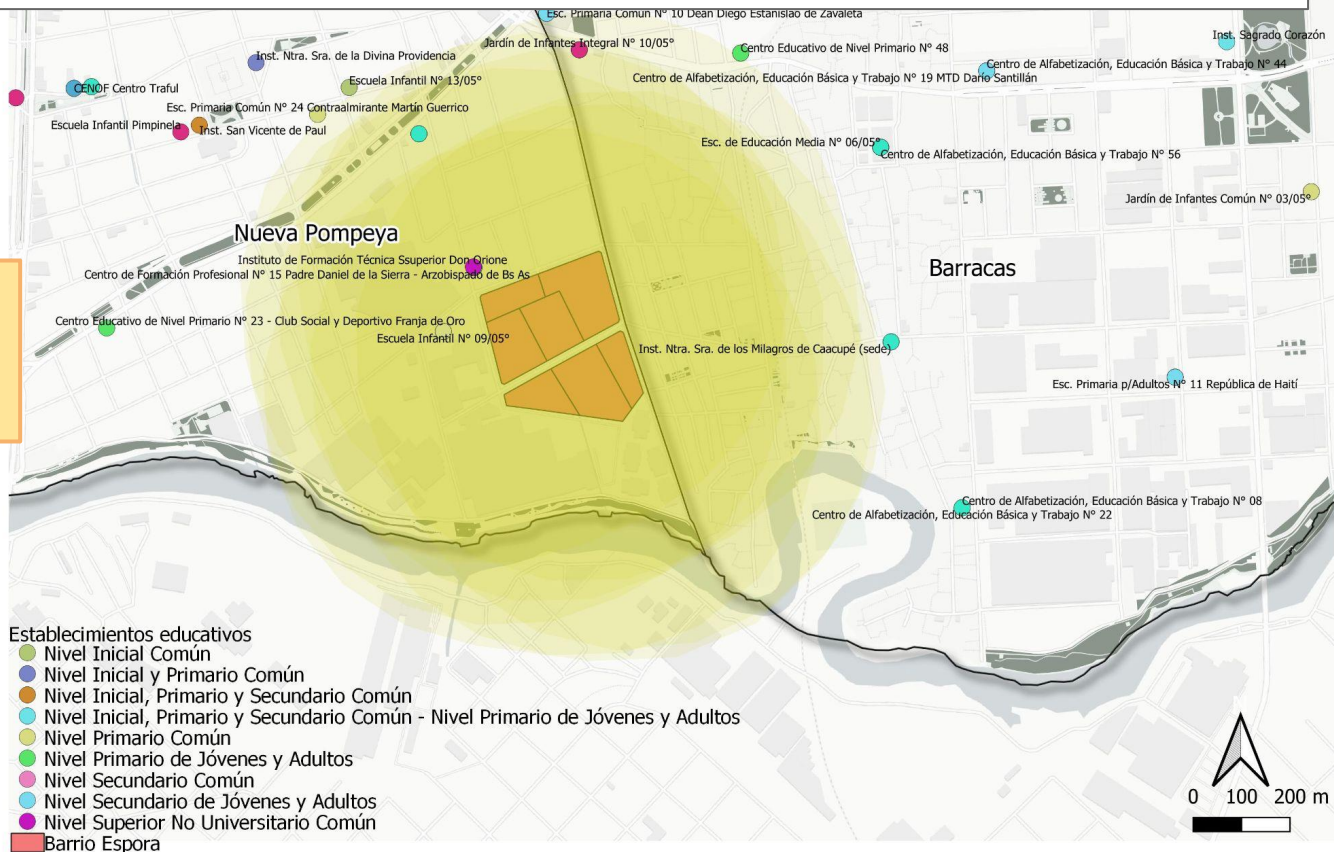 Esc. Primaria Común N° 10 Dean Diego Estanislao de Zavaleta
Inst. Sagrado Corazón
Jardín de Infantes Integral N° 10/05°
Centro Educativo de Nivel Primario N° 48
Inst. Ntra. Sra. de la Divina Providencia
Centro de Alfabetización, Educación Básica y Trabajo N° 44
Centro de Alfabetización, Educación Básica y Trabajo N° 19 MTD Darío Santillán
Escuela Infantil N° 13/05°
CENOF Centro Traful
Esc. Primaria Común N° 24 Contraalmirante Martín Guerrico
Escuela Infantil Pimpinela
Inst. San Vicente de Paul
Esc. de Educación Media N° 06/05°
Centro de Alfabetización, Educación Básica y Trabajo N° 56
Jardín de Infantes Común N° 03/05°
Nueva Pompeya
Instituto de Formación Técnica Ssuperior Don Orione
Centro de Formación Profesional N° 15 Padre Daniel de la Sierra - Arzobispado de Bs As
Barracas
Centro Educativo de Nivel Primario N° 23 - Club Social y Deportivo Franja de Oro
Escuela Infantil N° 09/05°
Inst. Ntra. Sra. de los Milagros de Caacupé (sede)
Esc. Primaria p/Adultos N° 11 República de Haití
Centro de Alfabetización, Educación Básica y Trabajo N° 08
Centro de Alfabetización, Educación Básica y Trabajo N° 22
Establecimientos educativos
Nivel Inicial Común
Nivel Inicial y Primario Común
Nivel Inicial, Primario y Secundario Común
Nivel Inicial, Primario y Secundario Común - Nivel Primario de Jóvenes y Adultos
Nivel Primario Común
Nivel Primario de Jóvenes y Adultos
Nivel Secundario Común
Nivel Secundario de Jóvenes y Adultos
Nivel Superior No Universitario Común
Barrio Espora
0 100 200 m